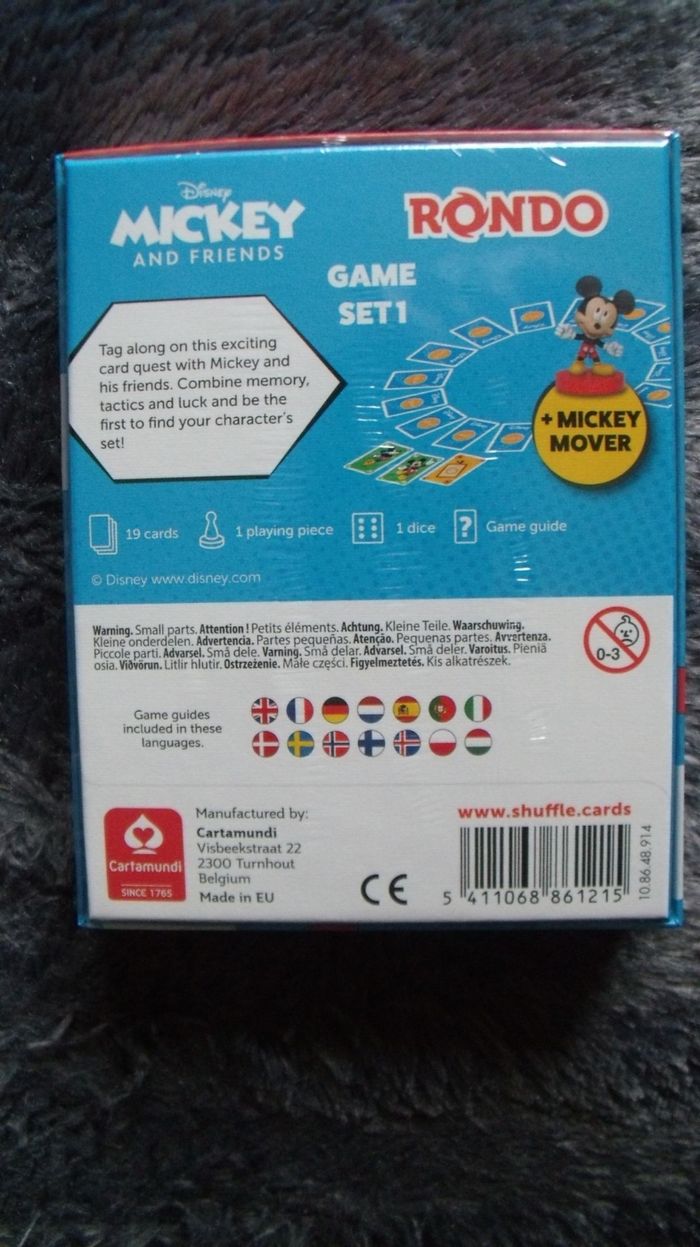 Disney
MICKEY
AND FRIENDS
RONDO
GAME
SET 1
Tag along on this exciting
card quest with Mickey and
his friends. Combine memory,
tactics and luck and be the
first to find your character's
set!
+ MICKEY
MOVER
19 cards
1 playing piece
1 dice
?
Game guide
© Disney www.disney.com
Warning. Small parts. Attention ! Petits éléments. Achtung. Kleine Teile. Waarschuwing.
Kleine onderdelen. Advertencia. Partes pequeñas. Atenção. Pequenas partes. Avvertenza.
Piccole parti. Advarsel. Små dele. Varning. Små delar. Advarsel. Små deler. Varoitus. Pieniä
osia. Viðvörun. Litlir hlutir. Ostrzeżenie. Małe części. Figyelmeztetés. Kis alkatrészek.
0-3
Game guides
included in these
languages.
Cartamundi
SINCE 1765
Manufactured by:
Cartamundi
Visbeekstraat 22
2300 Turnhout
Belgium
Made in EU
CE
www.shuffle.cards
5 411068 861215
10.86.48.914